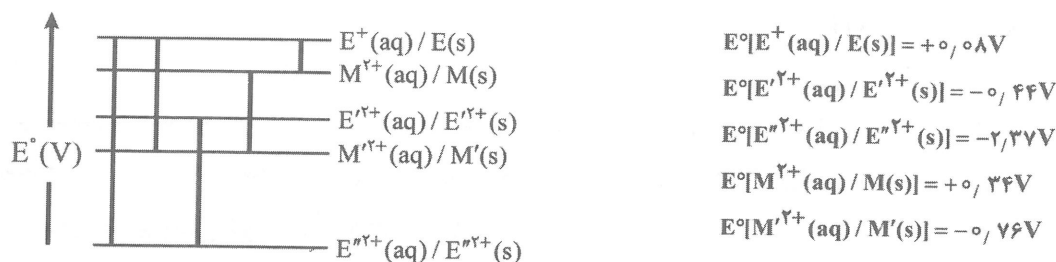 E°(V)
E⁺(aq) / E(s)
M²⁺(aq) / M(s)
E′²⁺(aq) / E′²⁺(s)
M′²⁺(aq) / M′(s)
E″²⁺(aq) / E″²⁺(s)
E°[E⁺(aq) / E(s)] = +۰/۰۸V
E°[E′²⁺(aq) / E′²⁺(s)] = −۰/۴۴V
E°[E″²⁺(aq) / E″²⁺(s)] = −۲/۳۷V
E°[M²⁺(aq) / M(s)] = +۰/۳۴V
E°[M′²⁺(aq) / M′(s)] = −۰/۷۶V